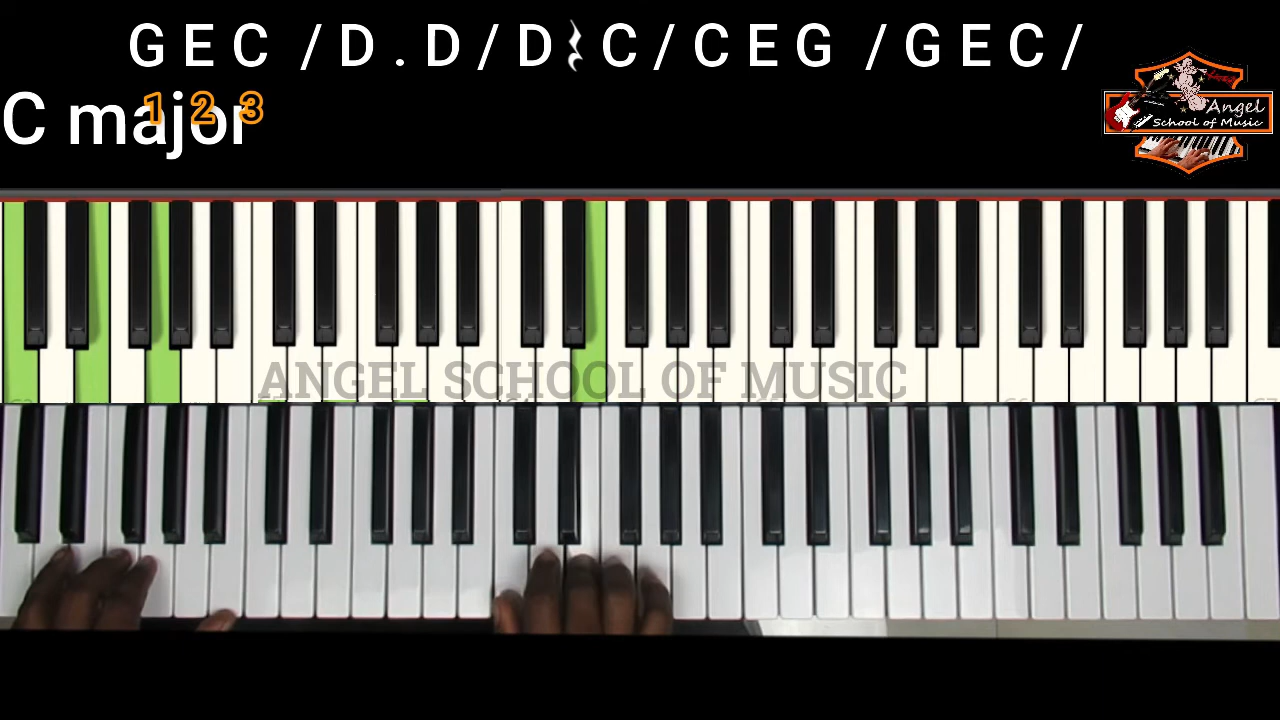 G E C / D . D / D 𝄽 C / C E G / G E C /
C major
1 2 3
Angel
School of Music
ANGEL SCHOOL OF MUSIC